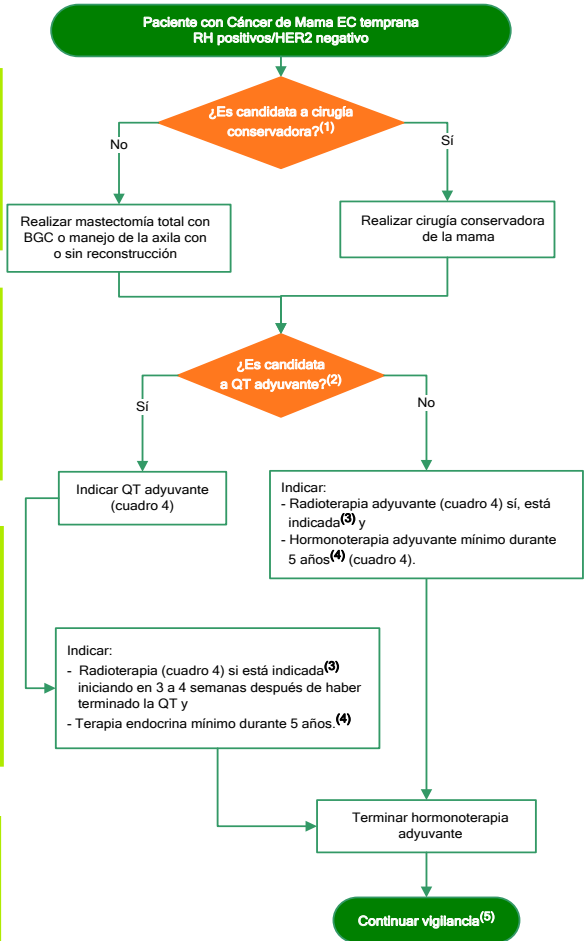 Paciente con Cáncer de Mama EC temprana
RH positivos/HER2 negativo
¿Es candidata a cirugía
conservadora?(1)
No
Sí
Realizar mastectomía total con
BGC o manejo de la axila con
o sin reconstrucción
Realizar cirugía conservadora
de la mama
¿Es candidata
a QT adyuvante?(2)
Sí
No
Indicar QT adyuvante
(cuadro 4)
Indicar:
- Radioterapia adyuvante (cuadro 4) sí, está
indicada(3) y
- Hormonoterapia adyuvante mínimo durante
5 años(4) (cuadro 4).
Indicar:
- Radioterapia (cuadro 4) si está indicada(3)
iniciando en 3 a 4 semanas después de haber
terminado la QT y
- Terapia endocrina mínimo durante 5 años.(4)
Terminar hormonoterapia
adyuvante
Continuar vigilancia(5)